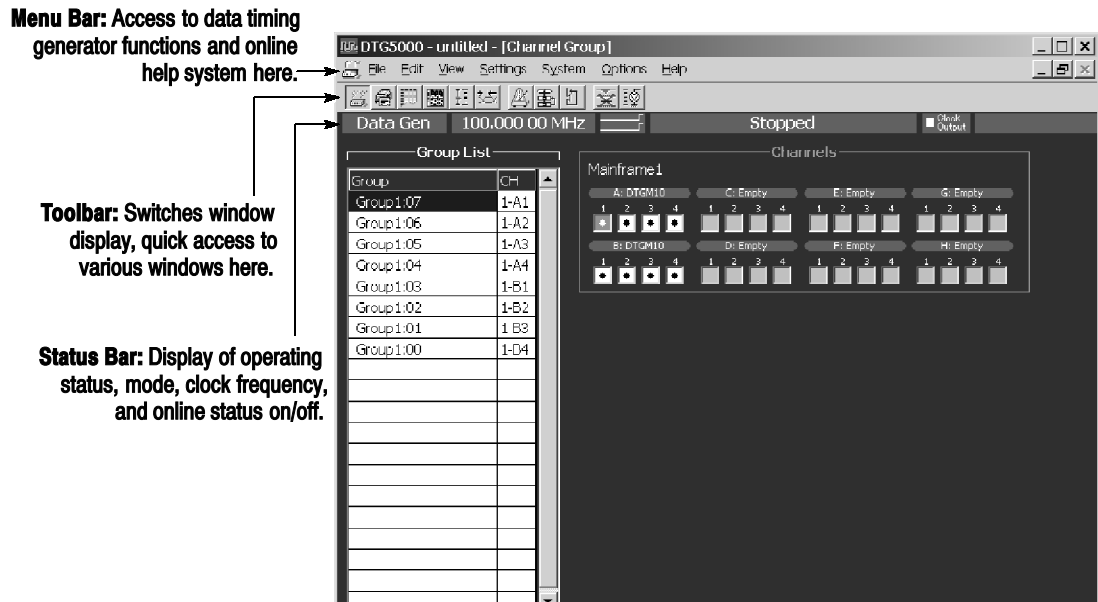 Menu Bar: Access to data timing
generator functions and online
help system here.
Toolbar: Switches window
display, quick access to
various windows here.
Status Bar: Display of operating
status, mode, clock frequency,
and online status on/off.
DTG5000 - untitled - [Channel Group]
File Edit View Settings System Options Help
Data Gen 100.000 00 MHz Stopped Clock
Output
Group List
Group CH
Group1:07 1-A1
Group1:06 1-A2
Group1:05 1-A3
Group1:04 1-A4
Group1:03 1-B1
Group1:02 1-B2
Group1:01 1-B3
Group1:00 1-B4
Channels
Mainframe1
A: DTGM10 C: Empty E: Empty G: Empty
1 2 3 4 1 2 3 4 1 2 3 4 1 2 3 4
B: DTGM10 D: Empty F: Empty H: Empty
1 2 3 4 1 2 3 4 1 2 3 4 1 2 3 4